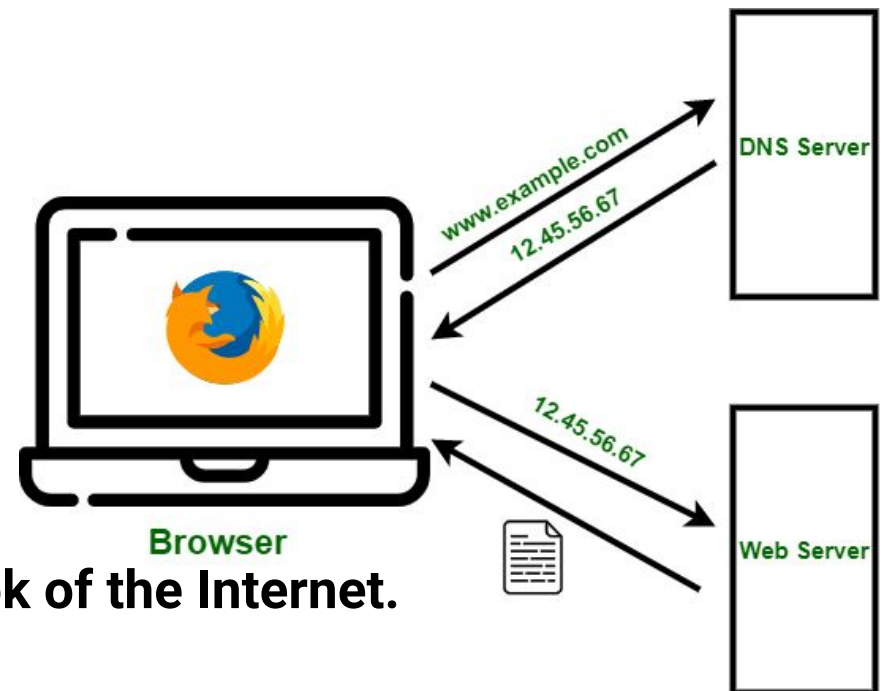 www.example.com
12.45.56.67
DNS Server
12.45.56.67
Web Server
Browser
of the Internet.